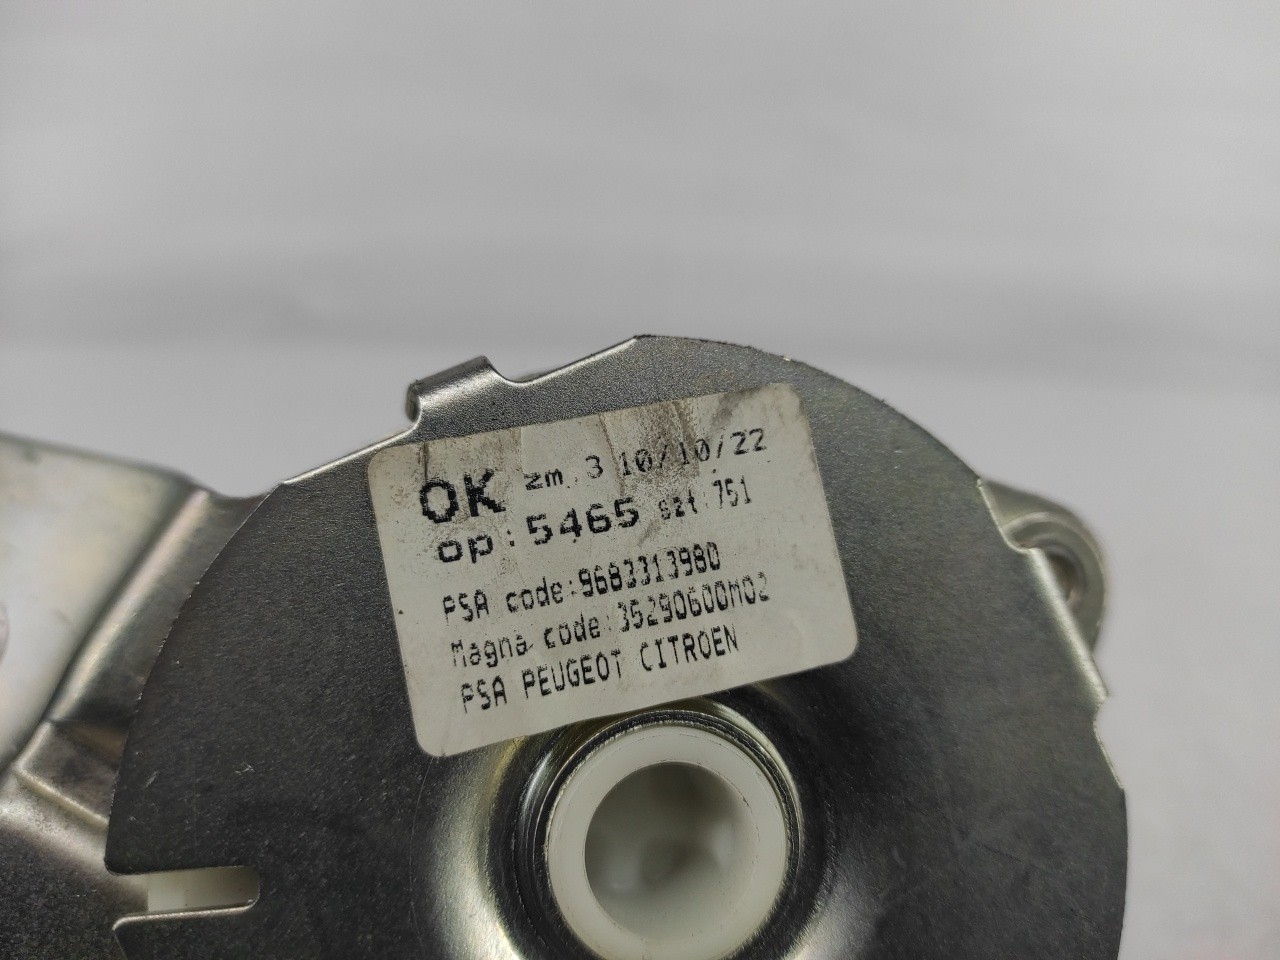 OK zm.3 10/10/22
op: 5465 szt 751
PSA code:9683313980
Magna code:35290600M02
PSA PEUGEOT CITROEN